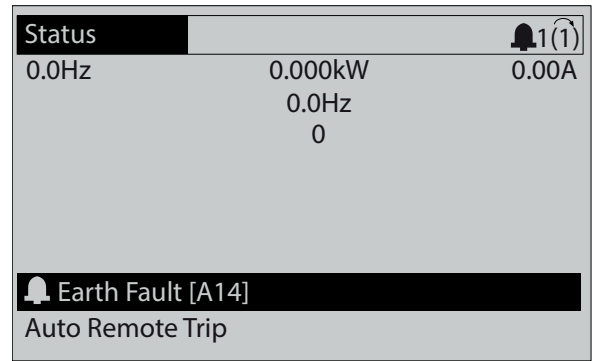 Status 1(1)
0.0Hz 0.000kW 0.00A
0.0Hz
0
Earth Fault [A14]
Auto Remote Trip